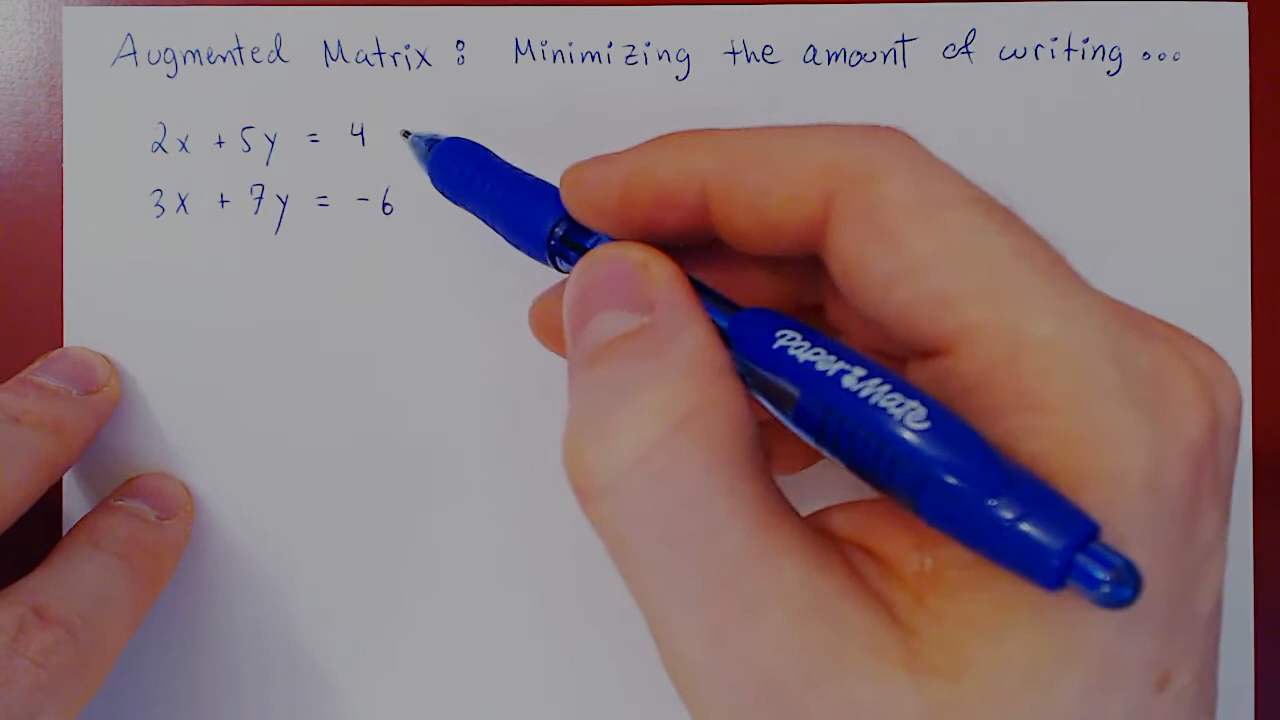 Augmented Matrix : Minimizing the amount of writing...
2x + 5y = 4
3x + 7y = -6
PaperMate